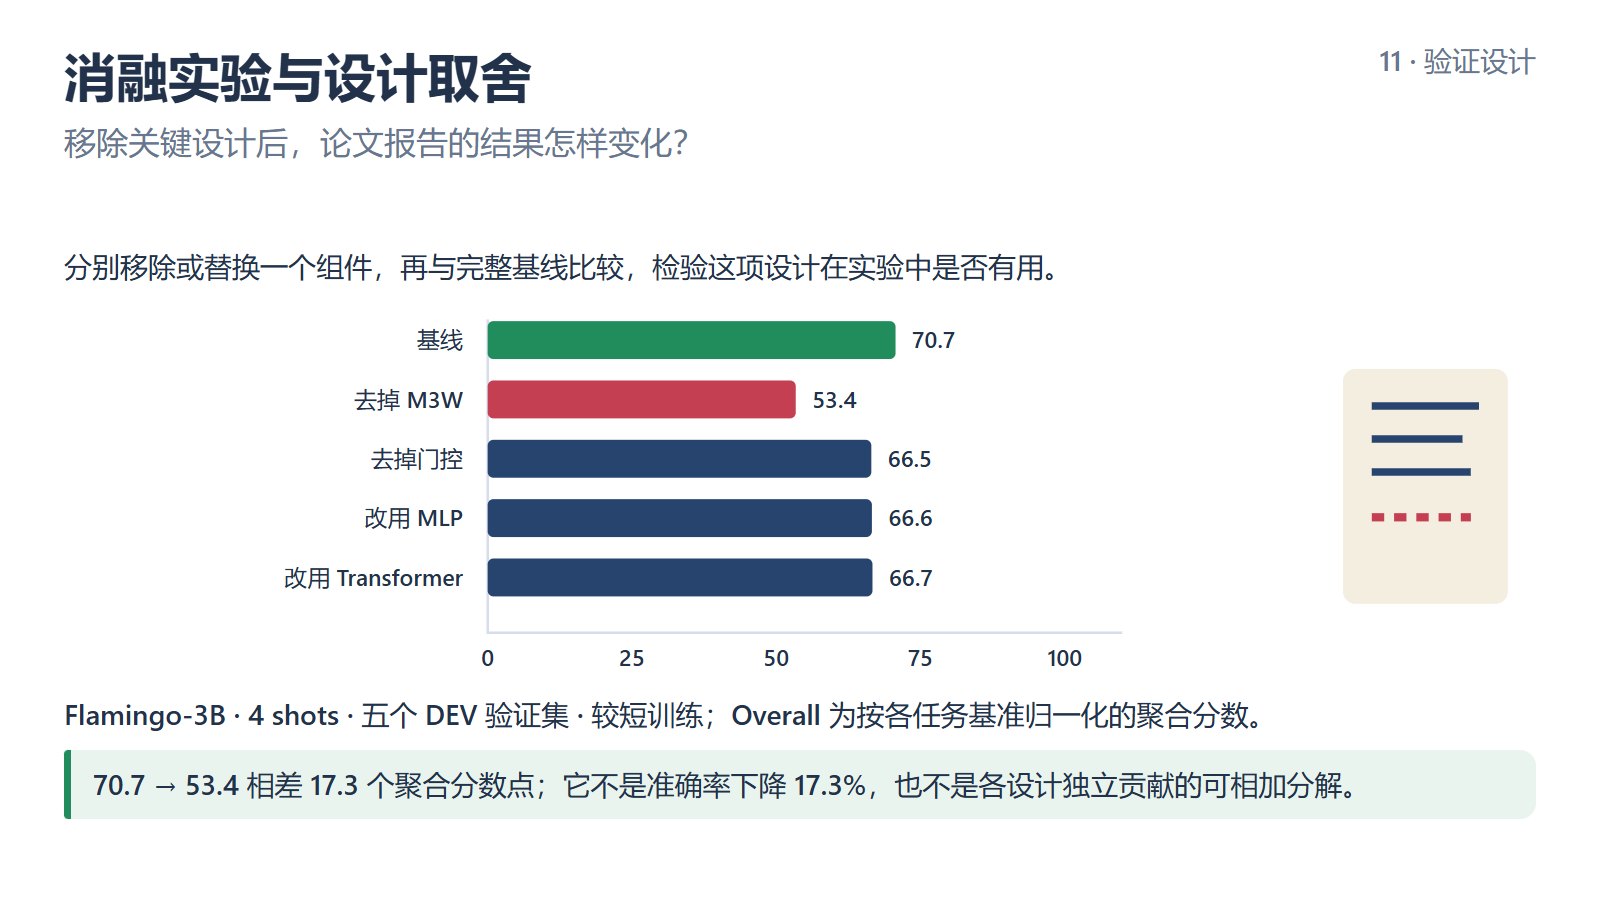 消融实验与设计取舍
11 · 验证设计
移除关键设计后，论文报告的结果怎样变化？
分别移除或替换一个组件，再与完整基线比较，检验这项设计在实验中是否有用。
基线 70.7
去掉 M3W 53.4
去掉门控 66.5
改用 MLP 66.6
改用 Transformer 66.7
0 25 50 75 100
Flamingo-3B · 4 shots · 五个 DEV 验证集 · 较短训练；Overall 为按各任务基准归一化的聚合分数。
70.7 → 53.4 相差 17.3 个聚合分数点；它不是准确率下降 17.3%，也不是各设计独立贡献的可相加分解。